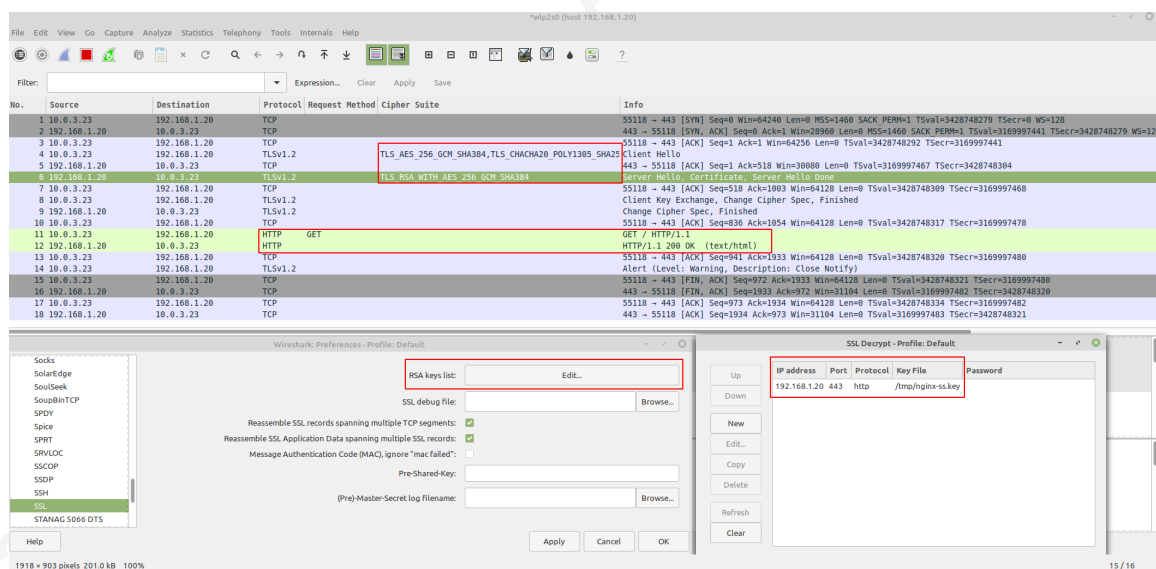 *wlp2s0 (host 192.168.1.20)
File Edit View Go Capture Analyze Statistics Telephony Tools Internals Help
Filter: Expression... Clear Apply Save
No. Source Destination Protocol Request Method Cipher Suite Info
1 10.0.3.23 192.168.1.20 TCP 55118 → 443 [SYN] Seq=0 Win=64240 Len=0 MSS=1460 SACK_PERM=1 TSval=3428748279 TSecr=0 WS=128
2 192.168.1.20 10.0.3.23 TCP 443 → 55118 [SYN, ACK] Seq=0 Ack=1 Win=28960 Len=0 MSS=1460 SACK_PERM=1 TSval=3169997441 TSecr=3428748279 WS=12
3 10.0.3.23 192.168.1.20 TCP 55118 → 443 [ACK] Seq=1 Ack=1 Win=64256 Len=0 TSval=3428748292 TSecr=3169997441
4 10.0.3.23 192.168.1.20 TLSv1.2 TLS_AES_256_GCM_SHA384,TLS_CHACHA20_POLY1305_SHA25 Client Hello
5 192.168.1.20 10.0.3.23 TCP 443 → 55118 [ACK] Seq=1 Ack=518 Win=30080 Len=0 TSval=3169997467 TSecr=3428748304
6 192.168.1.20 10.0.3.23 TLSv1.2 TLS_RSA_WITH_AES_256_GCM_SHA384 Server Hello, Certificate, Server Hello Done
7 10.0.3.23 192.168.1.20 TCP 55118 → 443 [ACK] Seq=518 Ack=1003 Win=64128 Len=0 TSval=3428748309 TSecr=3169997468
8 10.0.3.23 192.168.1.20 TLSv1.2 Client Key Exchange, Change Cipher Spec, Finished
9 192.168.1.20 10.0.3.23 TLSv1.2 Change Cipher Spec, Finished
10 10.0.3.23 192.168.1.20 TCP 55118 → 443 [ACK] Seq=836 Ack=1054 Win=64128 Len=0 TSval=3428748317 TSecr=3169997478
11 10.0.3.23 192.168.1.20 HTTP GET GET / HTTP/1.1
12 192.168.1.20 10.0.3.23 HTTP HTTP/1.1 200 OK (text/html)
13 10.0.3.23 192.168.1.20 TCP 55118 → 443 [ACK] Seq=941 Ack=1933 Win=64128 Len=0 TSval=3428748320 TSecr=3169997480
14 10.0.3.23 192.168.1.20 TLSv1.2 Alert (Level: Warning, Description: Close Notify)
15 10.0.3.23 192.168.1.20 TCP 55118 → 443 [FIN, ACK] Seq=972 Ack=1933 Win=64128 Len=0 TSval=3428748321 TSecr=3169997480
16 192.168.1.20 10.0.3.23 TCP 443 → 55118 [FIN, ACK] Seq=1933 Ack=972 Win=31104 Len=0 TSval=3169997482 TSecr=3428748320
17 10.0.3.23 192.168.1.20 TCP 55118 → 443 [ACK] Seq=973 Ack=1934 Win=64128 Len=0 TSval=3428748334 TSecr=3169997482
18 192.168.1.20 10.0.3.23 TCP 443 → 55118 [ACK] Seq=1934 Ack=973 Win=31104 Len=0 TSval=3169997483 TSecr=3428748321
Wireshark: Preferences - Profile: Default
Socks
SolarEdge
SoulSeek
SoupBinTCP
SPDY
Spice
SPRT
SRVLOC
SSCOP
SSDP
SSH
SSL
STANAG 5066 DTS
RSA keys list: Edit...
SSL debug file: Browse...
Reassemble SSL records spanning multiple TCP segments:
Reassemble SSL Application Data spanning multiple SSL records:
Message Authentication Code (MAC), ignore "mac failed":
Pre-Shared-Key:
(Pre)-Master-Secret log filename: Browse...
Help Apply Cancel OK
SSL Decrypt - Profile: Default
Up
Down
New
Edit...
Copy
Delete
Refresh
Clear
IP address Port Protocol Key File Password
192.168.1.20 443 http /tmp/nginx-ss.key
1918 × 903 pixels 201.0 kB 100% 15 / 16